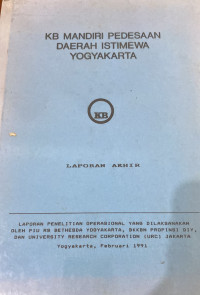 KB MANDIRI PEDESAAN
DAERAH ISTIMEWA
YOGYAKARTA
KB
LAPORAN AKHIR
LAPORAN PENELITIAN OPERASIONAL YANG DILAKSANAKAN
OLEH PIU RS BETHESDA YOGYAKARTA, BKKBN PROPINSI DIY,
DAN UNIVERSITY RESEARCH CORPORATION (URC) JAKARTA
Yogyakarta, Februari 1991